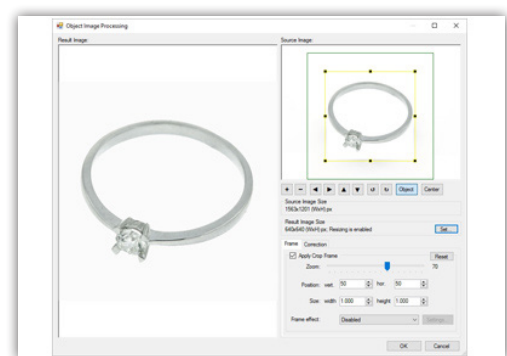 Object Image Processing
Result Image:
Source Image:
Object
Center
Source Image Size
1563x1201 (WxH) px
Result Image Size
640x640 (WxH) px; Resizing is enabled
Set...
Frame
Correction
Apply Crop Frame
Reset
Zoom:
70
Position: vert. 50 hor. 50
Size: width 1.000 height 1.000
Frame effect: Disabled
Settings...
OK
Cancel